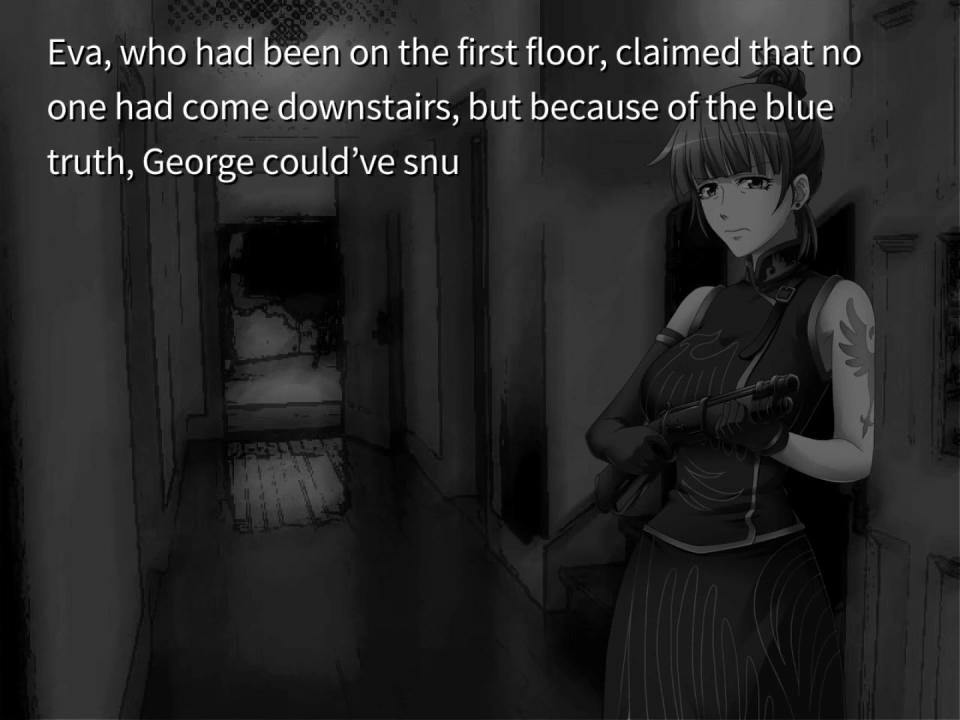 Eva, who had been on the first floor, claimed that no
one had come downstairs, but because of the blue
truth, George could’ve snu